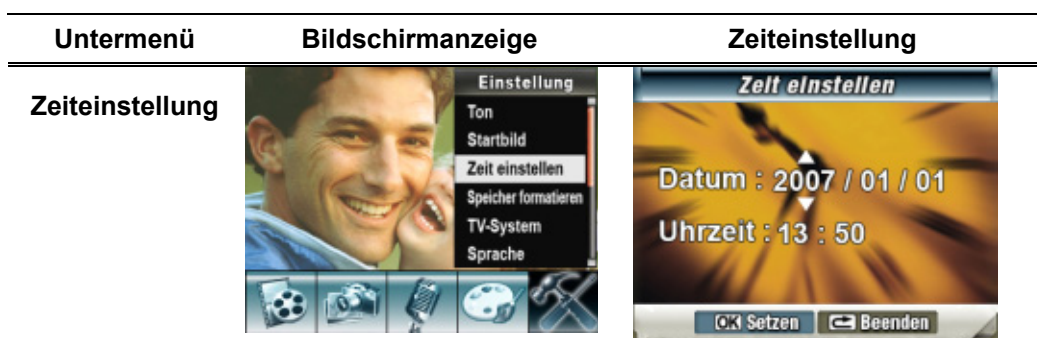 Untermenü Bildschirmanzeige Zeiteinstellung
Zeiteinstellung
Einstellung
Ton
Startbild
Zeit einstellen
Speicher formatieren
TV-System
Sprache
Zeit einstellen
Datum : 2007 / 01 / 01
Uhrzeit : 13 : 50
OK Setzen Beenden